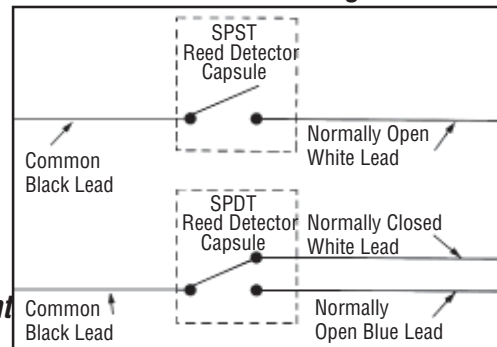 SPST
Reed Detector
Capsule
Common
Black Lead
Normally Open
White Lead
SPDT
Reed Detector
Capsule
Normally Closed
White Lead
Common
Black Lead
Normally
Open Blue Lead